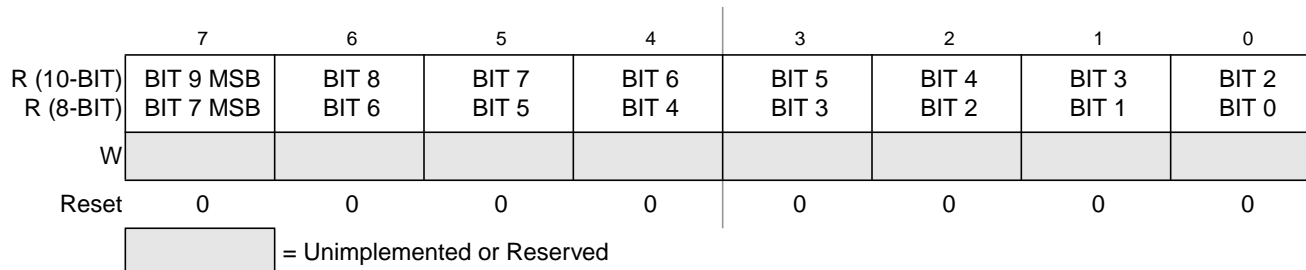 7 6 5 4 3 2 1 0
R (10-BIT) BIT 9 MSB BIT 8 BIT 7 BIT 6 BIT 5 BIT 4 BIT 3 BIT 2
R (8-BIT) BIT 7 MSB BIT 6 BIT 5 BIT 4 BIT 3 BIT 2 BIT 1 BIT 0
W
Reset 0 0 0 0 0 0 0 0
= Unimplemented or Reserved